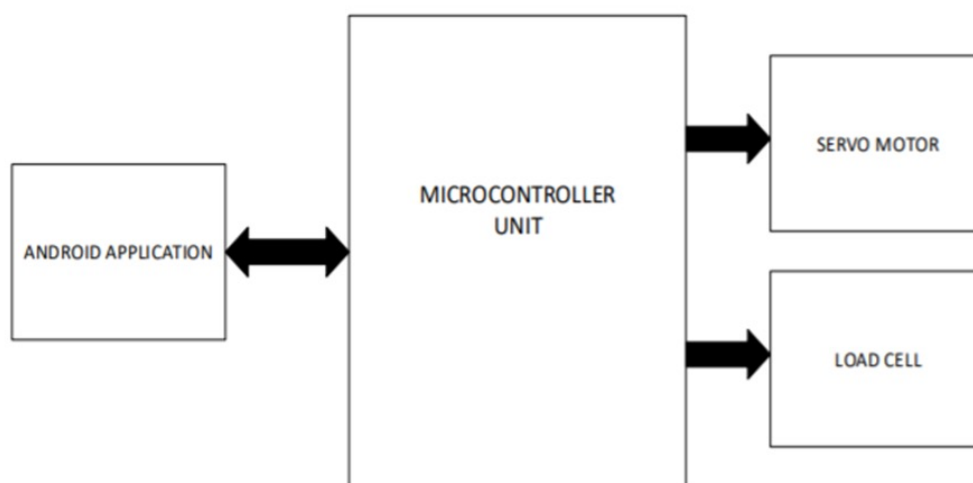 SERVO MOTOR
MICROCONTROLLER
UNIT
ANDROID APPLICATION
LOAD CELL